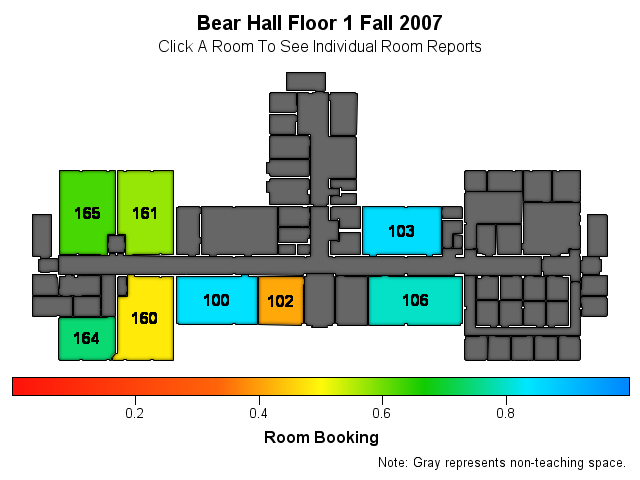 Bear Hall Floor 1 Fall 2007
Click A Room To See Individual Room Reports
165
161
103
100
102
106
160
164
0.2 0.4 0.6 0.8
Room Booking
Note: Gray represents non-teaching space.